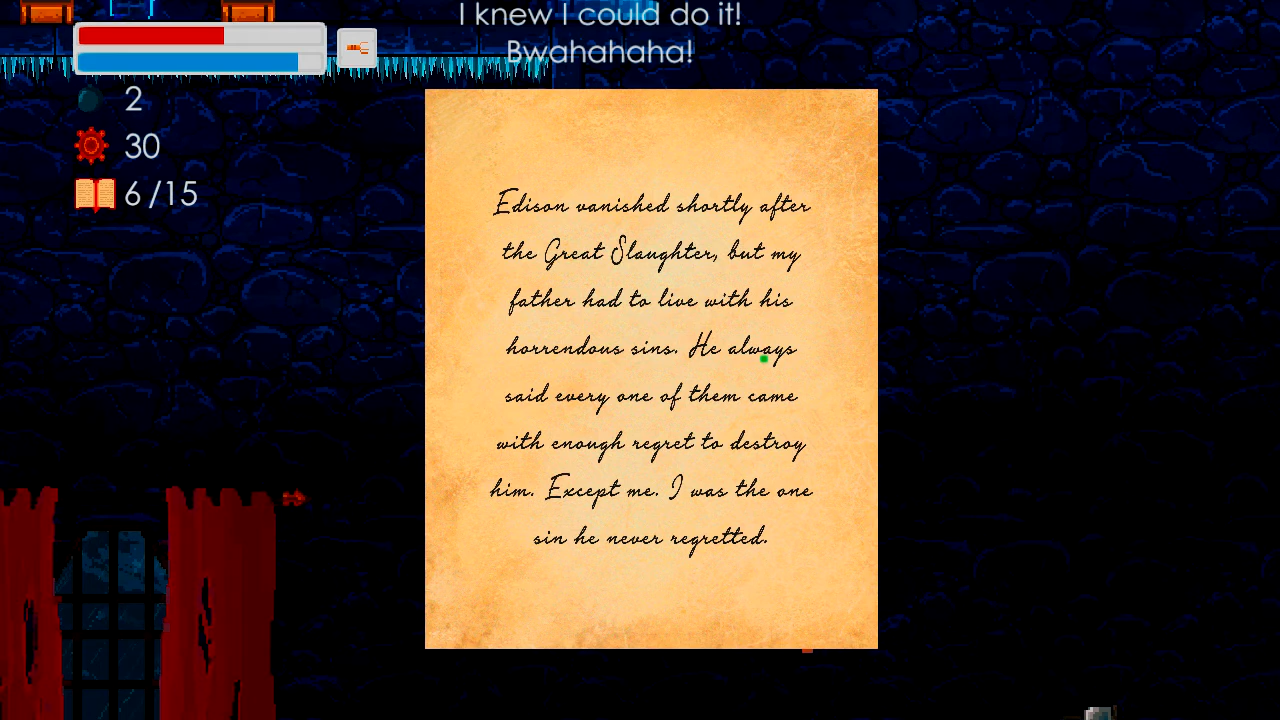 I knew I could do it!
Bwahahaha!
2
30
6 /15
Edison vanished shortly after
the Great Slaughter, but my
father had to live with his
horrendous sins. He always
said every one of them came
with enough regret to destroy
him. Except me. I was the one
sin he never regretted.